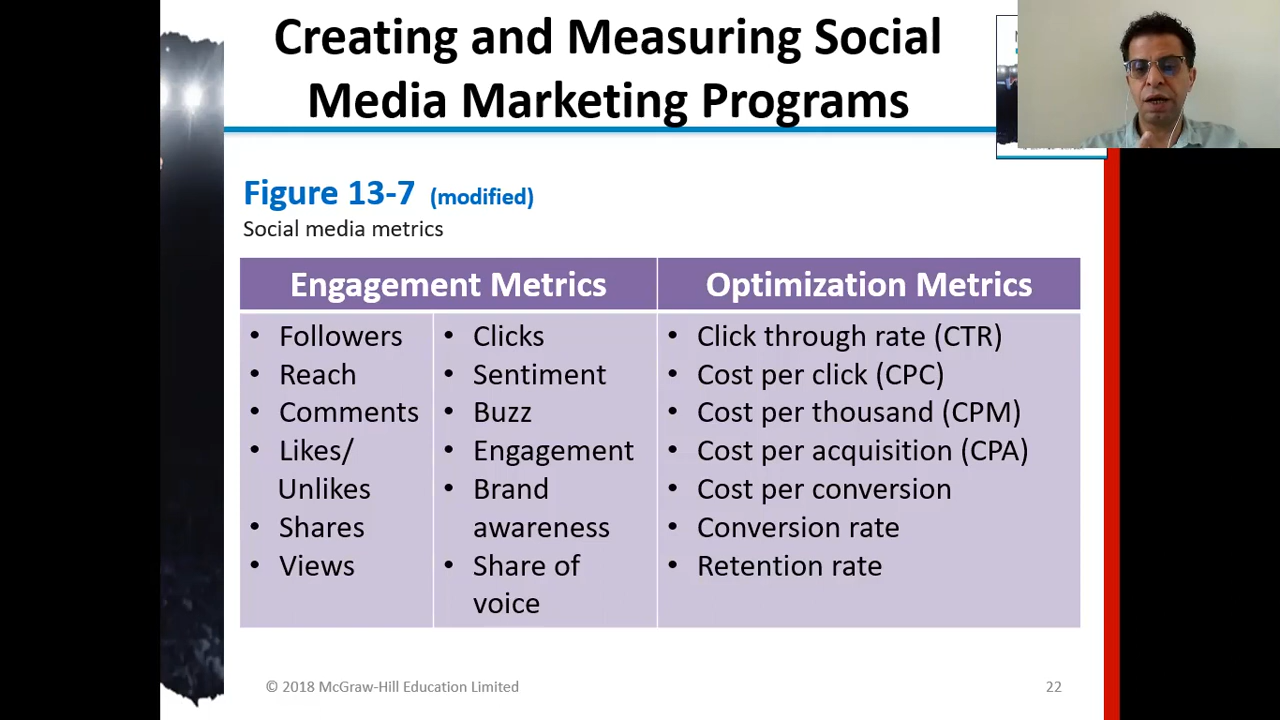 Creating and Measuring Social
Media Marketing Programs
Figure 13-7 (modified)
Social media metrics
Engagement Metrics
Optimization Metrics
• Followers
• Reach
• Comments
• Likes/
Unlikes
• Shares
• Views
• Clicks
• Sentiment
• Buzz
• Engagement
• Brand
awareness
• Share of
voice
• Click through rate (CTR)
• Cost per click (CPC)
• Cost per thousand (CPM)
• Cost per acquisition (CPA)
• Cost per conversion
• Conversion rate
• Retention rate
© 2018 McGraw-Hill Education Limited
22